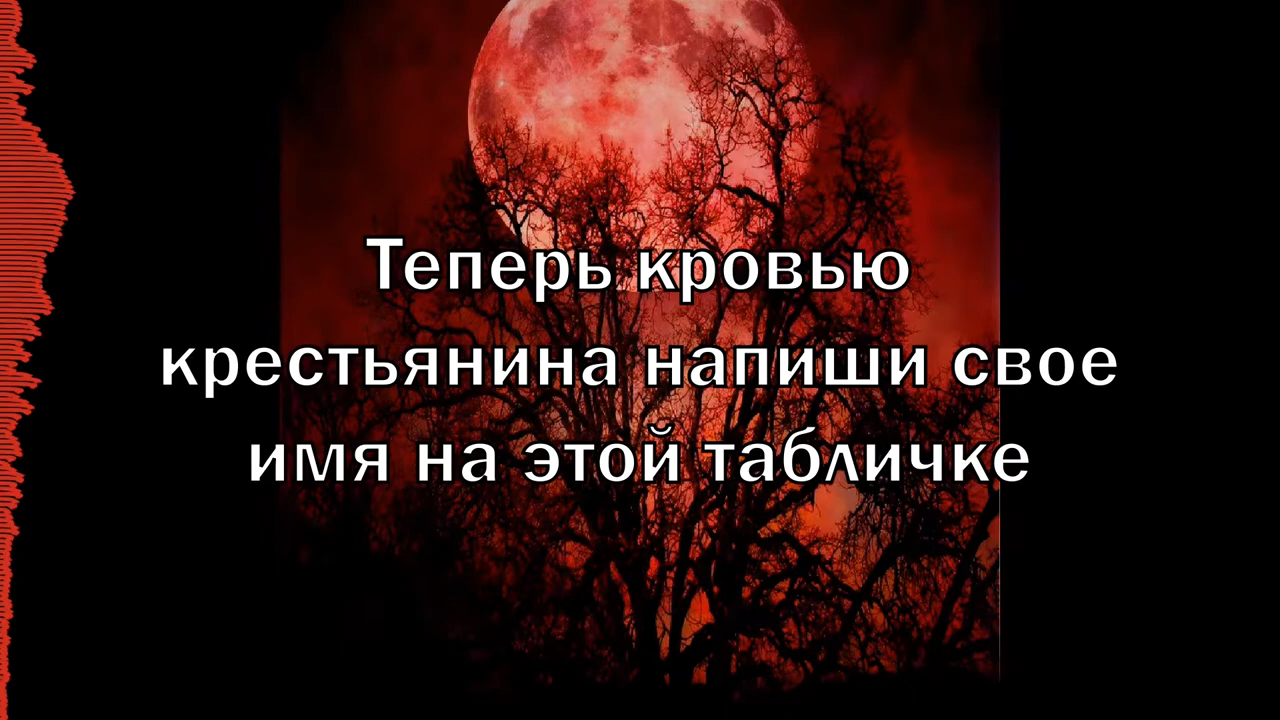 Теперь кровью
крестьянина напиши свое
имя на этой табличке